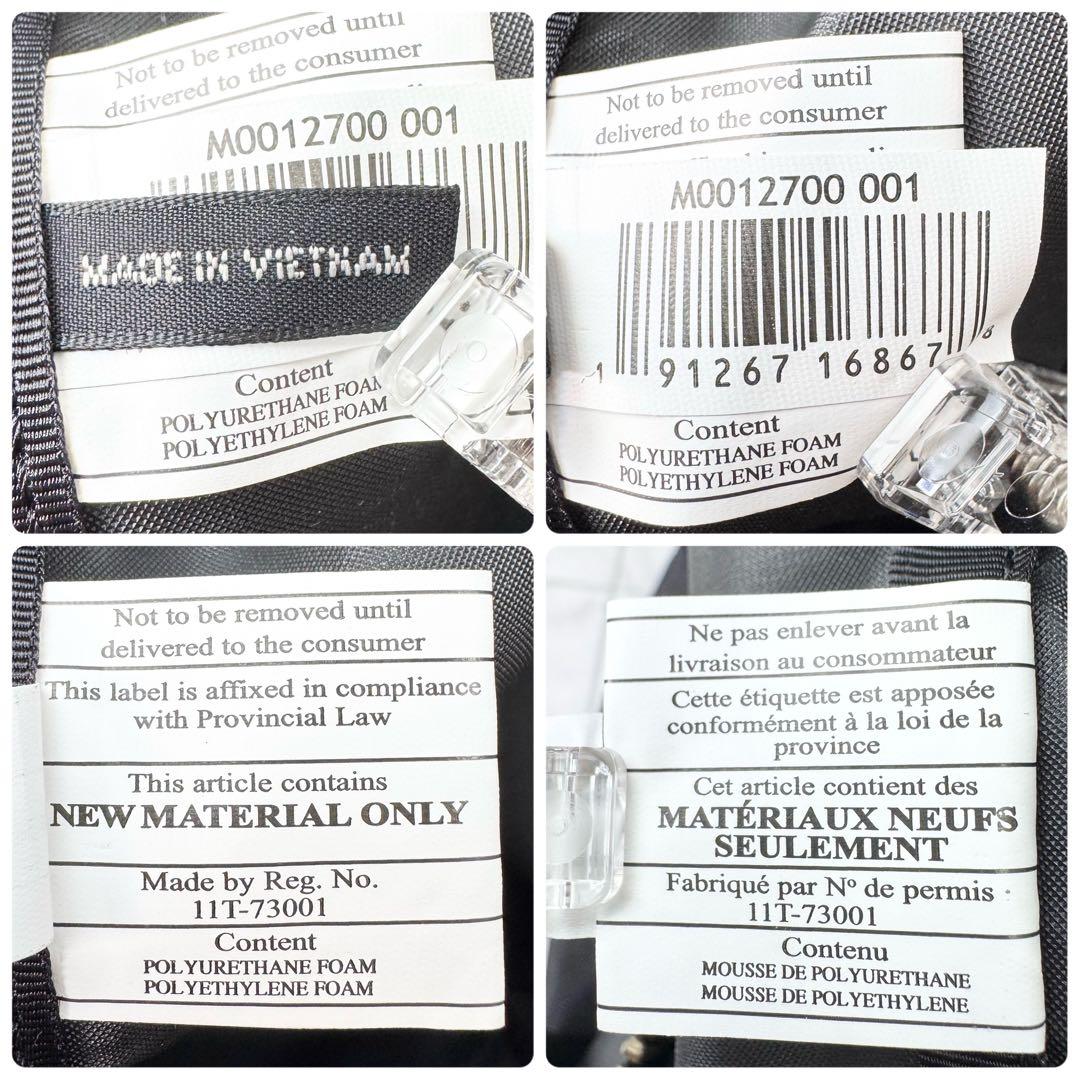 Not to be removed until
delivered to the consumer
M0012700 001
MADE IN VIETNAM
Content
POLYURETHANE FOAM
POLYETHYLENE FOAM
Not to be removed until
delivered to the consumer
M0012700 001
1 91267 16867 6
Content
POLYURETHANE FOAM
POLYETHYLENE FOAM
Not to be removed until
delivered to the consumer
This label is affixed in compliance
with Provincial Law
This article contains
NEW MATERIAL ONLY
Made by Reg. No.
11T-73001
Content
POLYURETHANE FOAM
POLYETHYLENE FOAM
Ne pas enlever avant la
livraison au consommateur
Cette étiquette est apposée
conformément à la loi de la
province
Cet article contient des
MATÉRIAUX NEUFS
SEULEMENT
Fabriqué par Nº de permis
11T-73001
Contenu
MOUSSE DE POLYURETHANE
MOUSSE DE POLYETHYLENE